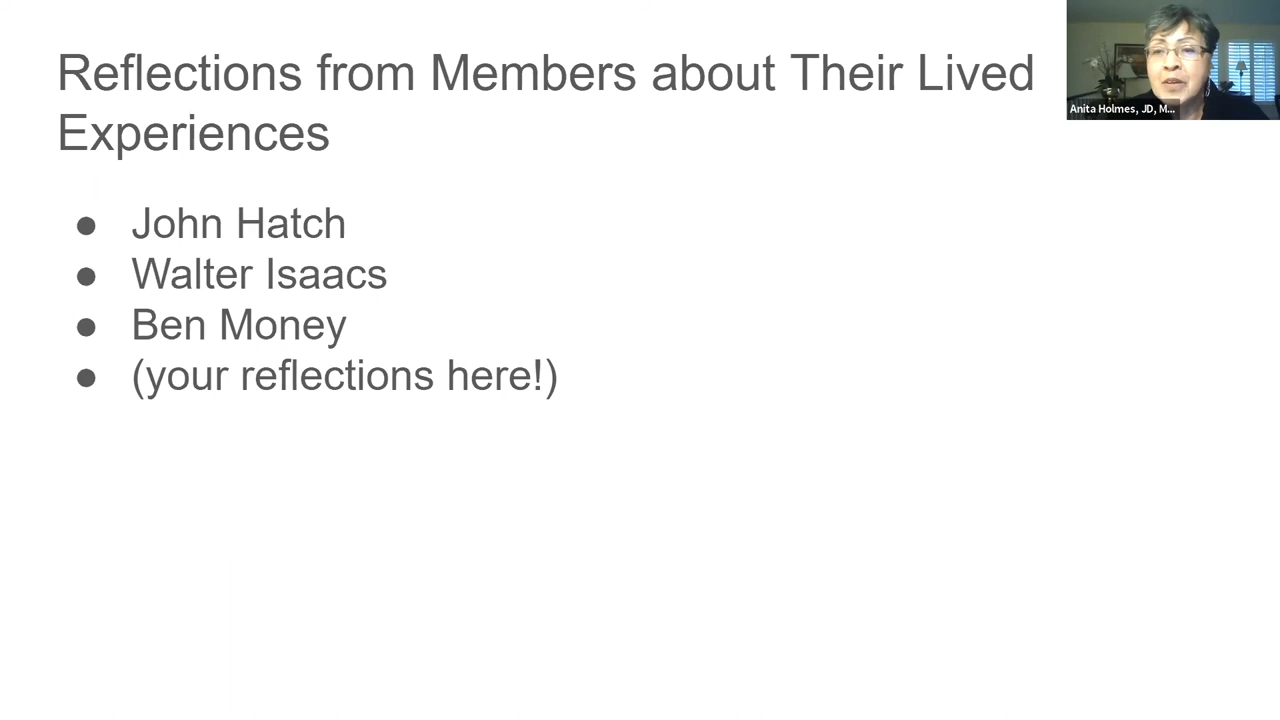 Reflections from Members about Their Lived
Experiences
● John Hatch
● Walter Isaacs
● Ben Money
● (your reflections here!)
Anita Holmes, JD, M...